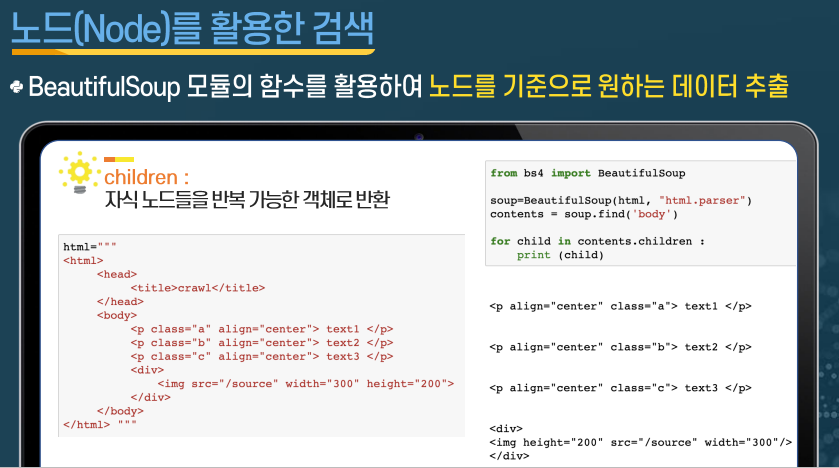 노드(Node)를 활용한 검색
BeautifulSoup 모듈의 함수를 활용하여 노드를 기준으로 원하는 데이터 추출
children :
자식 노드들을 반복 가능한 객체로 반환
html="""
<html>
    <head>
        <title>crawl</title>
    </head>
    <body>
        <p class="a" align="center"> text1 </p>
        <p class="b" align="center"> text2 </p>
        <p class="c" align="center"> text3 </p>
        <div>
            <img src="/source" width="300" height="200">
        </div>
    </body>
</html> """
from bs4 import BeautifulSoup
soup=BeautifulSoup(html, "html.parser")
contents = soup.find('body')
for child in contents.children :
    print (child)
<p align="center" class="a"> text1 </p>
<p align="center" class="b"> text2 </p>
<p align="center" class="c"> text3 </p>
<div>
<img height="200" src="/source" width="300"/>
</div>